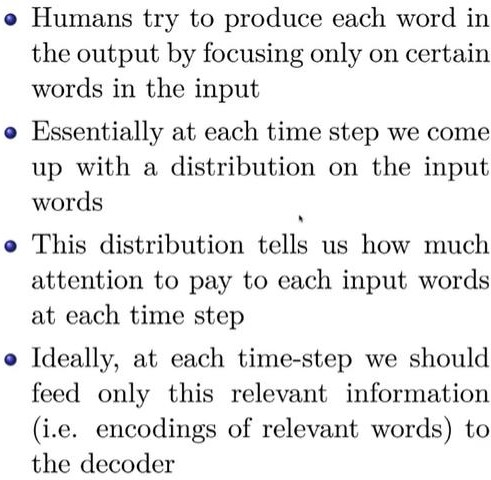 Humans try to produce each word in
the output by focusing only on certain
words in the input
Essentially at each time step we come
up with a distribution on the input
words
This distribution tells us how much
attention to pay to each input words
at each time step
Ideally, at each time-step we should
feed only this relevant information
(i.e. encodings of relevant words) to
the decoder